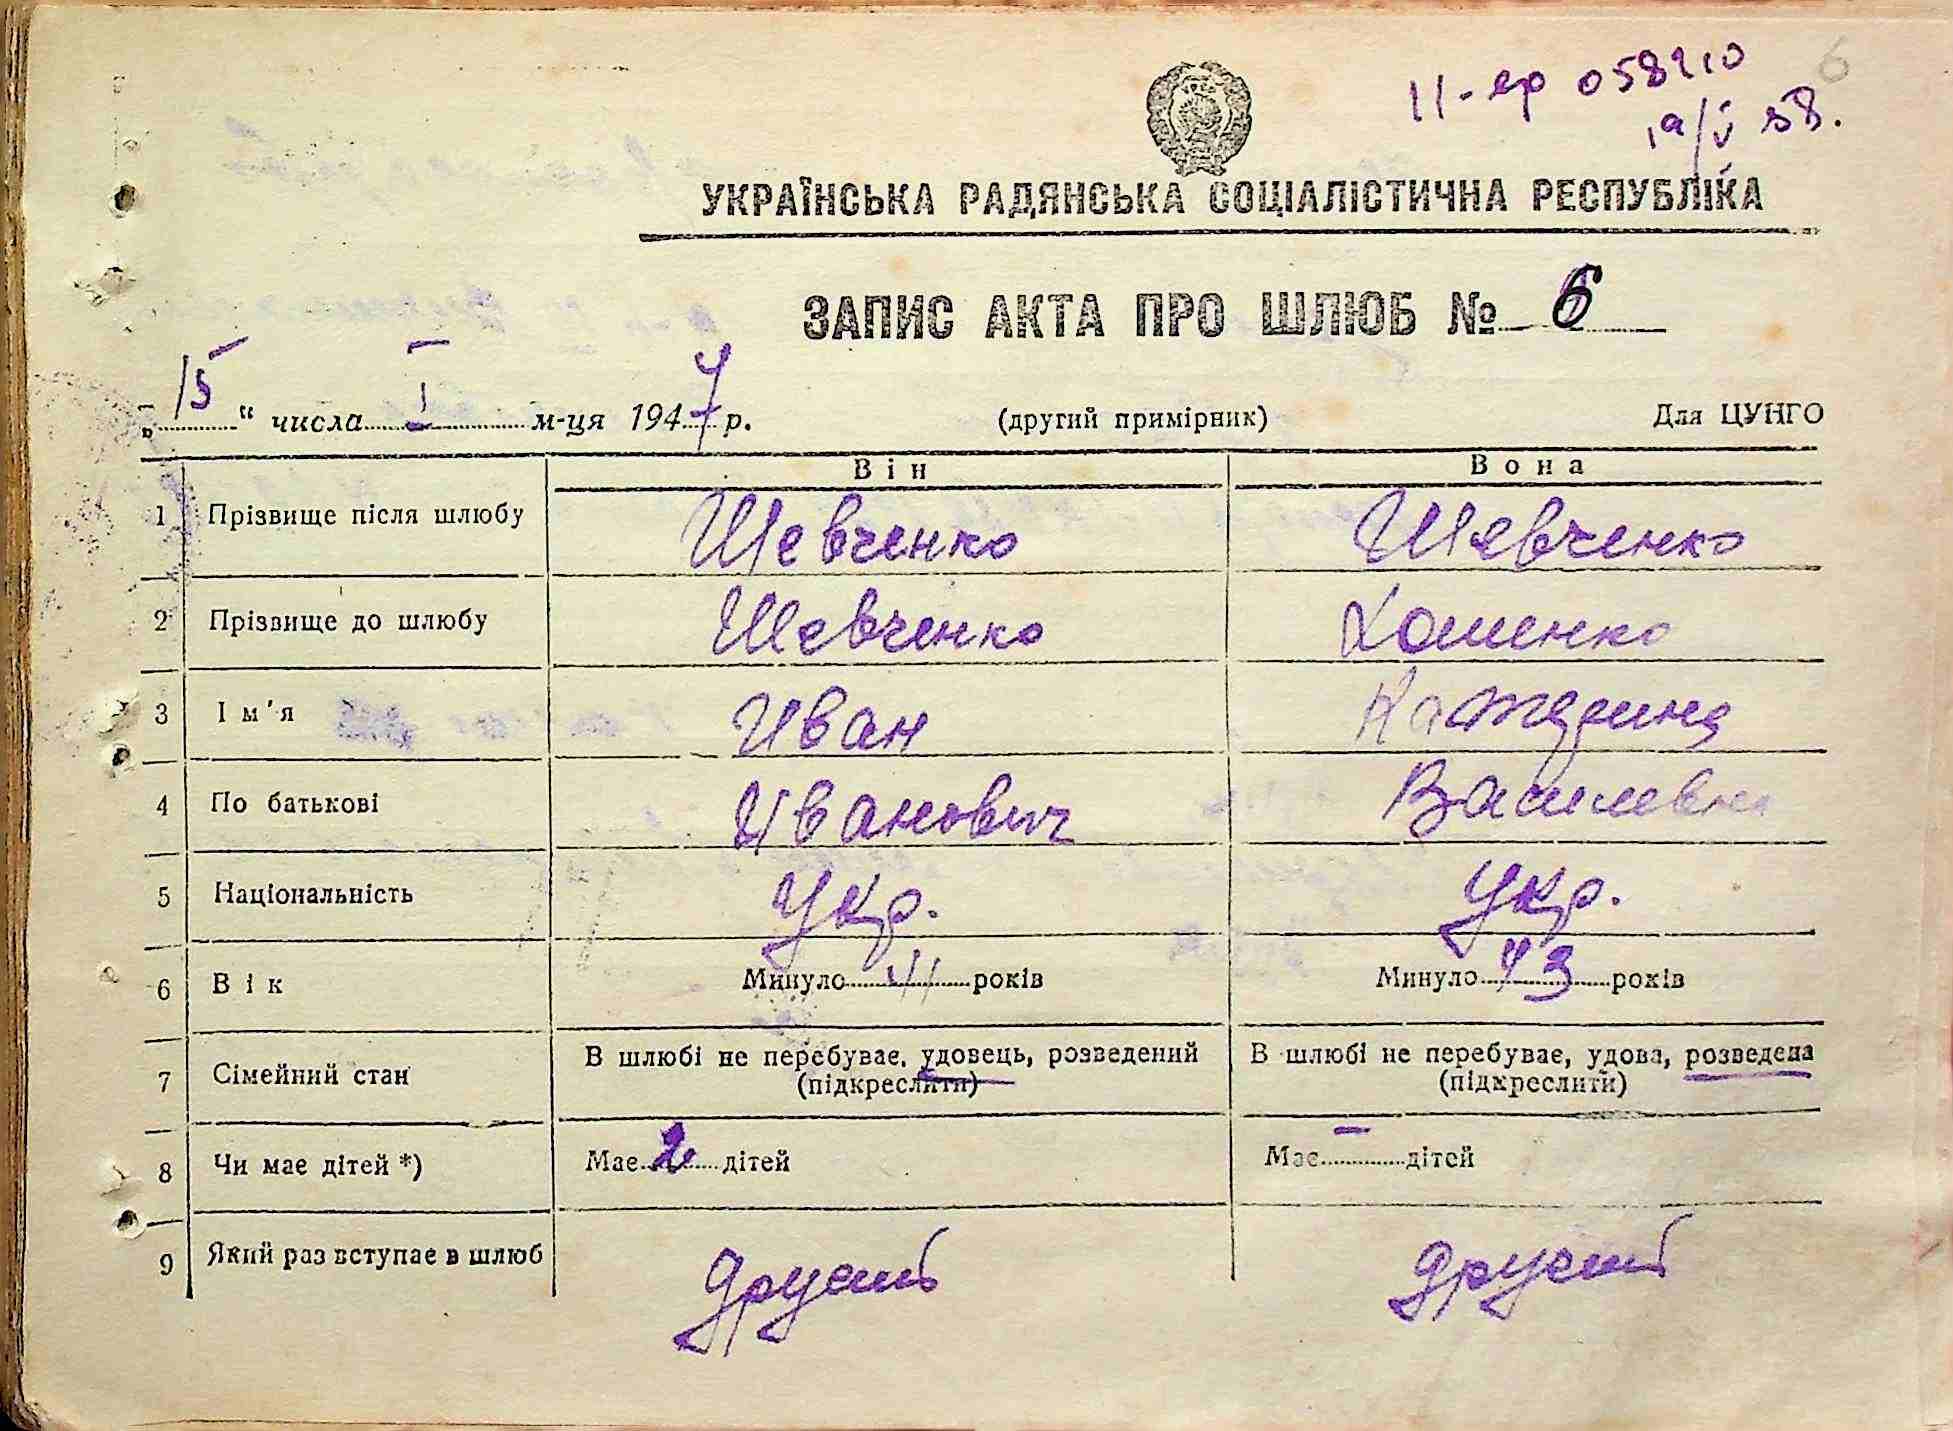 6
II-ер 058210
19/V 58.
УКРАЇНСЬКА РАДЯНСЬКА СОЦІАЛІСТИЧНА РЕСПУБЛІКА
ЗАПИС АКТА ПРО ШЛЮБ № 6
„15“ числа I м-ця 1947 р. (другий примірник) Для ЦУНГО
Він Вона
1 Прізвище після шлюбу Шевченко Шевченко
2 Прізвище до шлюбу Шевченко Хоменко
3 Ім'я Иван Катерина
4 По батькові Иванович Василевна
5 Національність Укр. Укр.
6 Вік Минуло років Минуло 43 років
7 Сімейний стан В шлюбі не перебуває, удовець, розведений В шлюбі не перебуває, удова, розведена
(підкреслити) (підкреслити)
8 Чи має дітей *) Має 2 дітей Має – дітей
9 Який раз вступає в шлюб другий другий